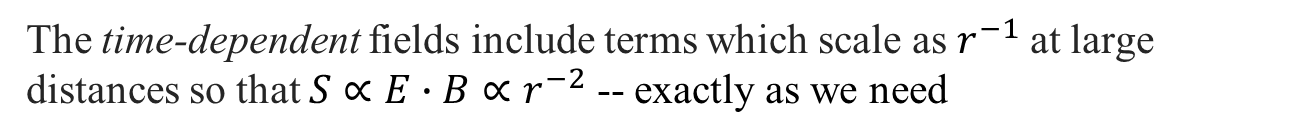 The time-dependent fields include terms which scale as r⁻¹ at large
distances so that S ∝ E · B ∝ r⁻² -- exactly as we need